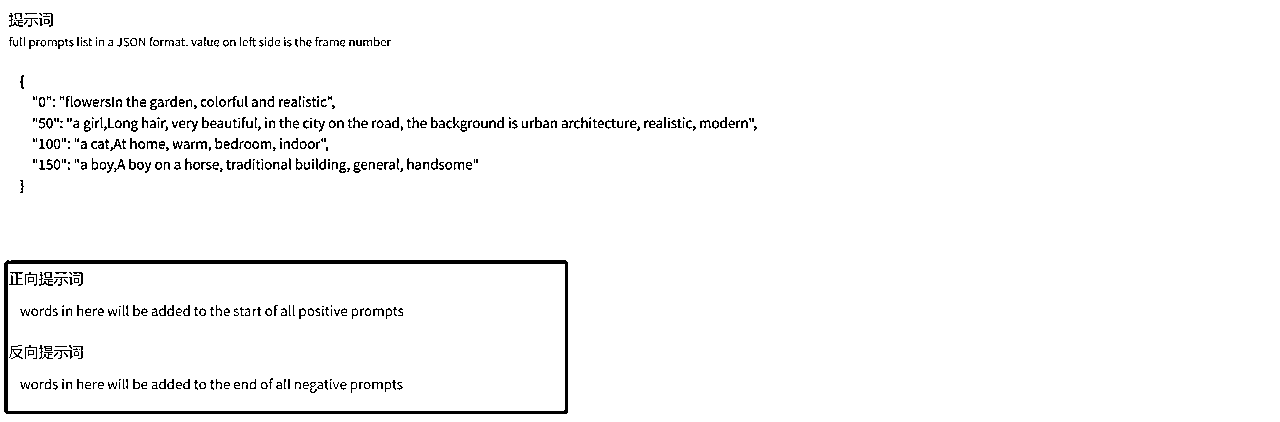 提示词
full prompts list in a JSON format. value on left side is the frame number
{
"0": "flowersIn the garden, colorful and realistic",
"50": "a girl,Long hair, very beautiful, in the city on the road, the background is urban architecture, realistic, modern",
"100": "a cat,At home, warm, bedroom, indoor",
"150": "a boy,A boy on a horse, traditional building, general, handsome"
}
正向提示词
words in here will be added to the start of all positive prompts
反向提示词
words in here will be added to the end of all negative prompts